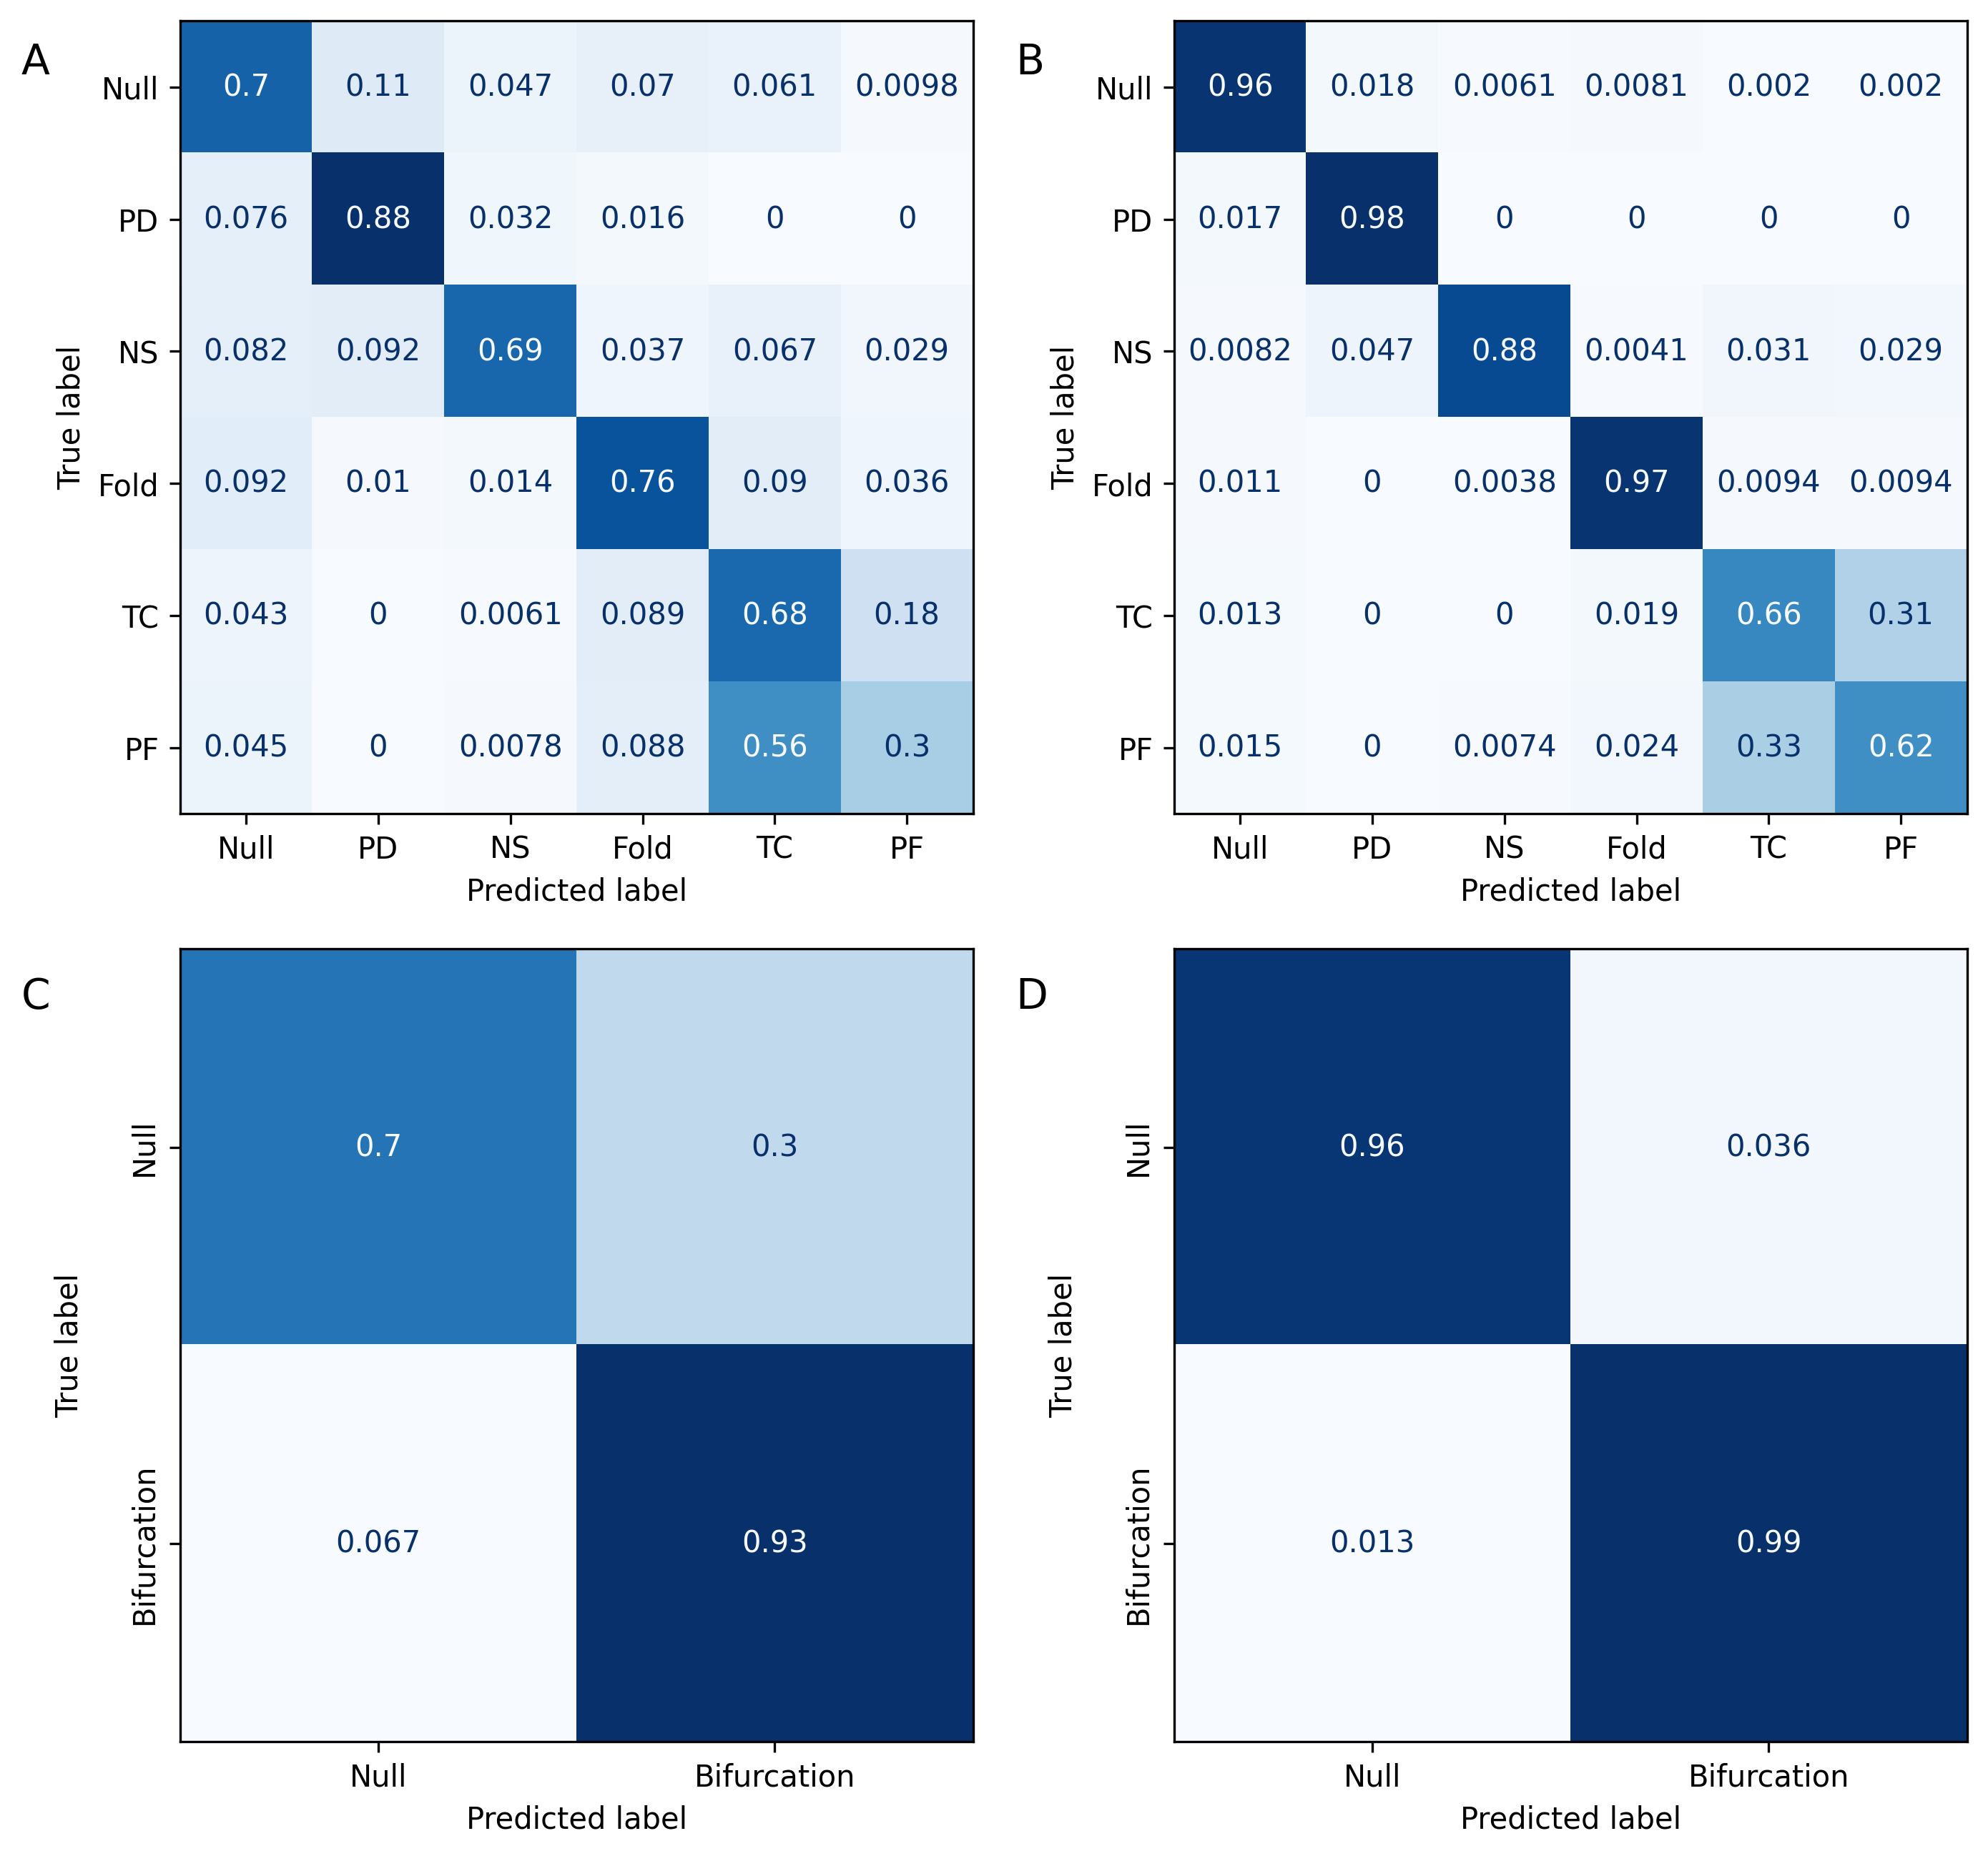 A
True label
Null 0.7 0.11 0.047 0.07 0.061 0.0098
PD 0.076 0.88 0.032 0.016 0 0
NS 0.082 0.092 0.69 0.037 0.067 0.029
Fold 0.092 0.01 0.014 0.76 0.09 0.036
TC 0.043 0 0.0061 0.089 0.68 0.18
PF 0.045 0 0.0078 0.088 0.56 0.3
Null PD NS Fold TC PF
Predicted label
B
True label
Null 0.96 0.018 0.0061 0.0081 0.002 0.002
PD 0.017 0.98 0 0 0 0
NS 0.0082 0.047 0.88 0.0041 0.031 0.029
Fold 0.011 0 0.0038 0.97 0.0094 0.0094
TC 0.013 0 0 0.019 0.66 0.31
PF 0.015 0 0.0074 0.024 0.33 0.62
Null PD NS Fold TC PF
Predicted label
C
True label
Null 0.7 0.3
Bifurcation 0.067 0.93
Null Bifurcation
Predicted label
D
True label
Null 0.96 0.036
Bifurcation 0.013 0.99
Null Bifurcation
Predicted label